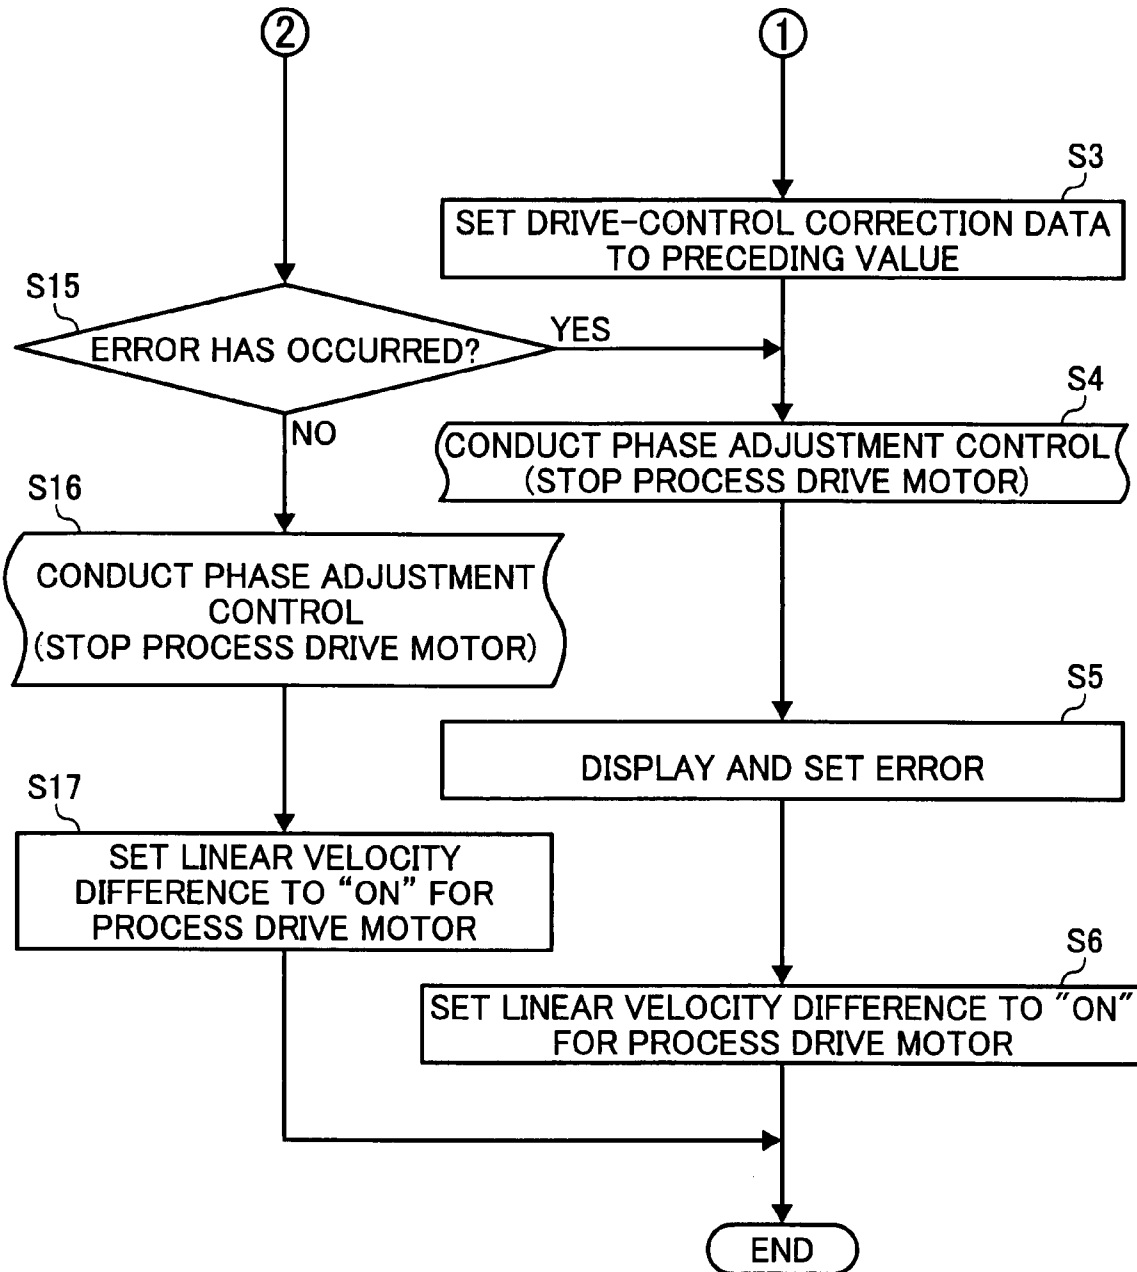 ②
①
S3
SET DRIVE-CONTROL CORRECTION DATA
TO PRECEDING VALUE
S15
ERROR HAS OCCURRED?
YES
NO
S4
CONDUCT PHASE ADJUSTMENT CONTROL
(STOP PROCESS DRIVE MOTOR)
S16
CONDUCT PHASE ADJUSTMENT
CONTROL
(STOP PROCESS DRIVE MOTOR)
S5
DISPLAY AND SET ERROR
S17
SET LINEAR VELOCITY
DIFFERENCE TO “ON” FOR
PROCESS DRIVE MOTOR
S6
SET LINEAR VELOCITY DIFFERENCE TO "ON"
FOR PROCESS DRIVE MOTOR
END